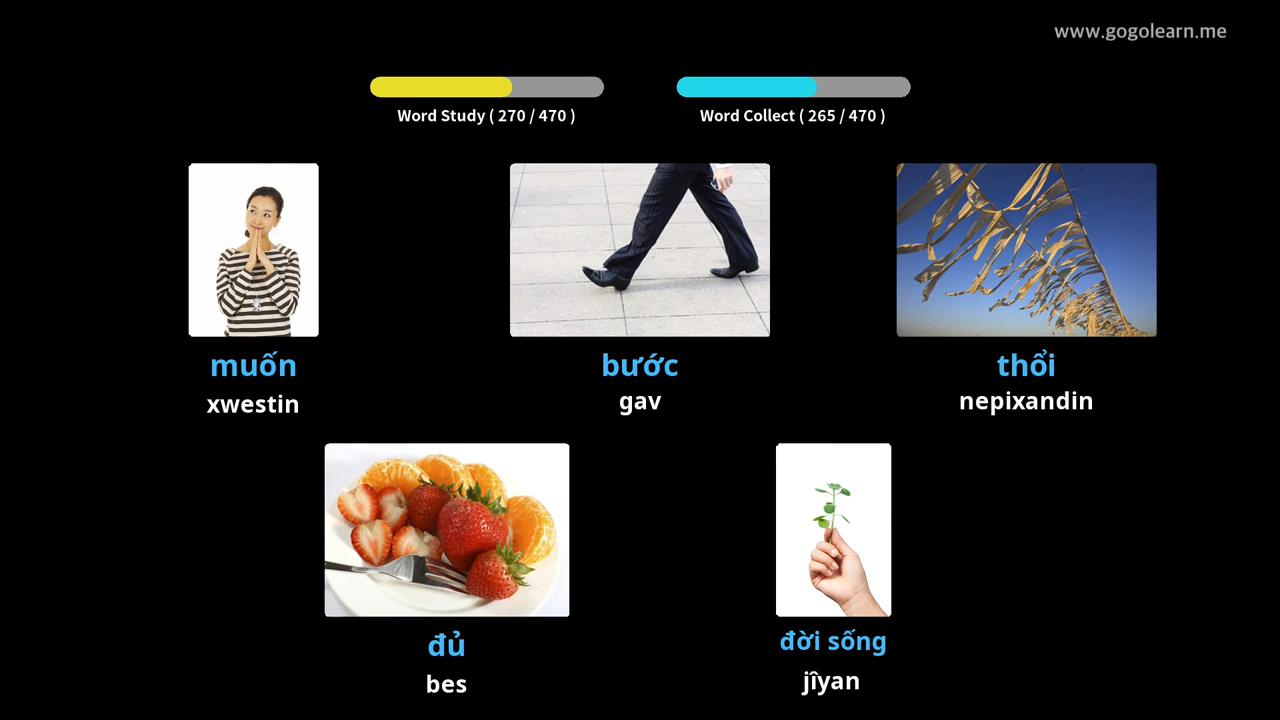 www.gogolearn.me
Word Study ( 270 / 470 )
Word Collect ( 265 / 470 )
muốn
xwestin
bước
gav
thổi
nepixandin
đủ
bes
đời sống
jîyan